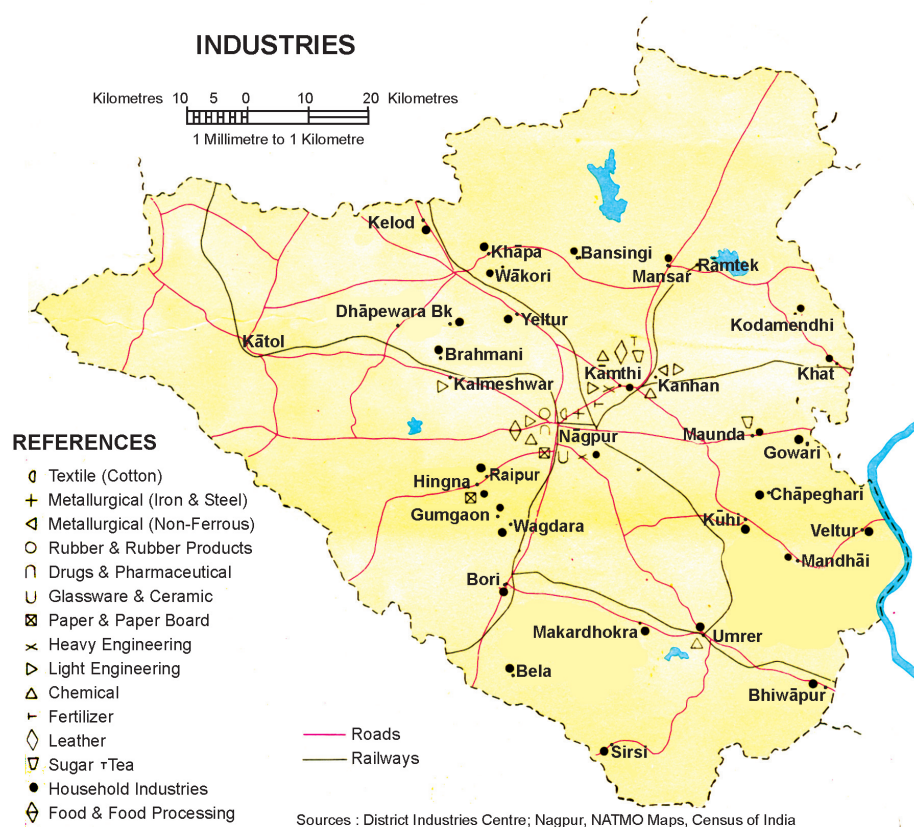 INDUSTRIES
Kilometres 10 5 0 10 20 Kilometres
1 Millimetre to 1 Kilometre
Kelod
Khāpa
Bansingi
Wākori
Mansar
Rāmtek
Dhāpewara Bk
Yeltur
Kodamendhi
Kātol
Brahmani
Kāmthi
Khat
Kalmeshwar
Kanhan
Nāgpur
Maunda
Gowari
Hingna
Raipur
Chāpeghari
Gumgaon
Wagdara
Kūhi
Veltur
Mandhāi
Bori
Makardhokra
Umrer
Bela
Bhiwāpur
Sirsi
REFERENCES
Textile (Cotton)
Metallurgical (Iron & Steel)
Metallurgical (Non-Ferrous)
Rubber & Rubber Products
Drugs & Pharmaceutical
Glassware & Ceramic
Paper & Paper Board
Heavy Engineering
Light Engineering
Chemical
Fertilizer
Leather
Sugar Tea
Household Industries
Food & Food Processing
Roads
Railways
Sources : District Industries Centre; Nagpur, NATMO Maps, Census of India